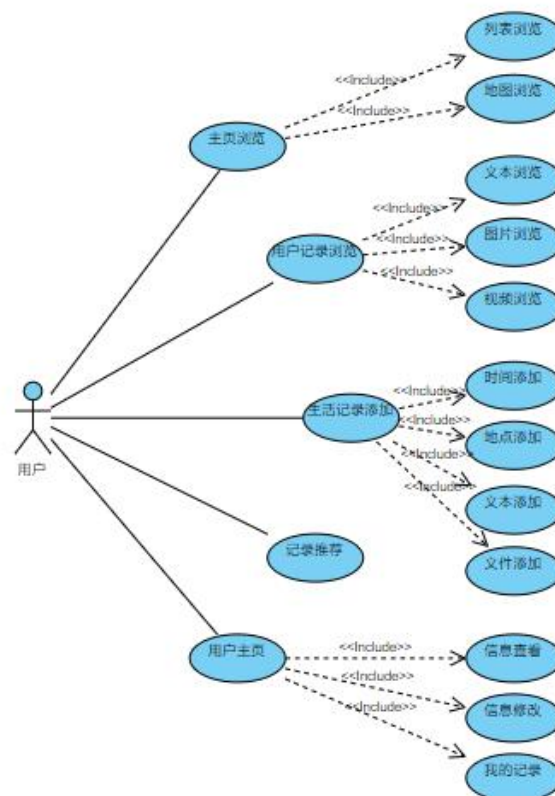 列表浏览
<<Include>>
地图浏览
<<Include>>
主页浏览
文本浏览
<<Include>>
图片浏览
<<Include>>
用户记录浏览
<<Include>>
视频浏览
时间添加
<<Include>>
生活记录添加
<<Include>>
地点添加
<<Include>>
文本添加
<<Include>>
用户
记录推荐
文件添加
用户主页
<<Include>>
信息查看
<<Include>>
信息修改
<<Include>>
我的记录